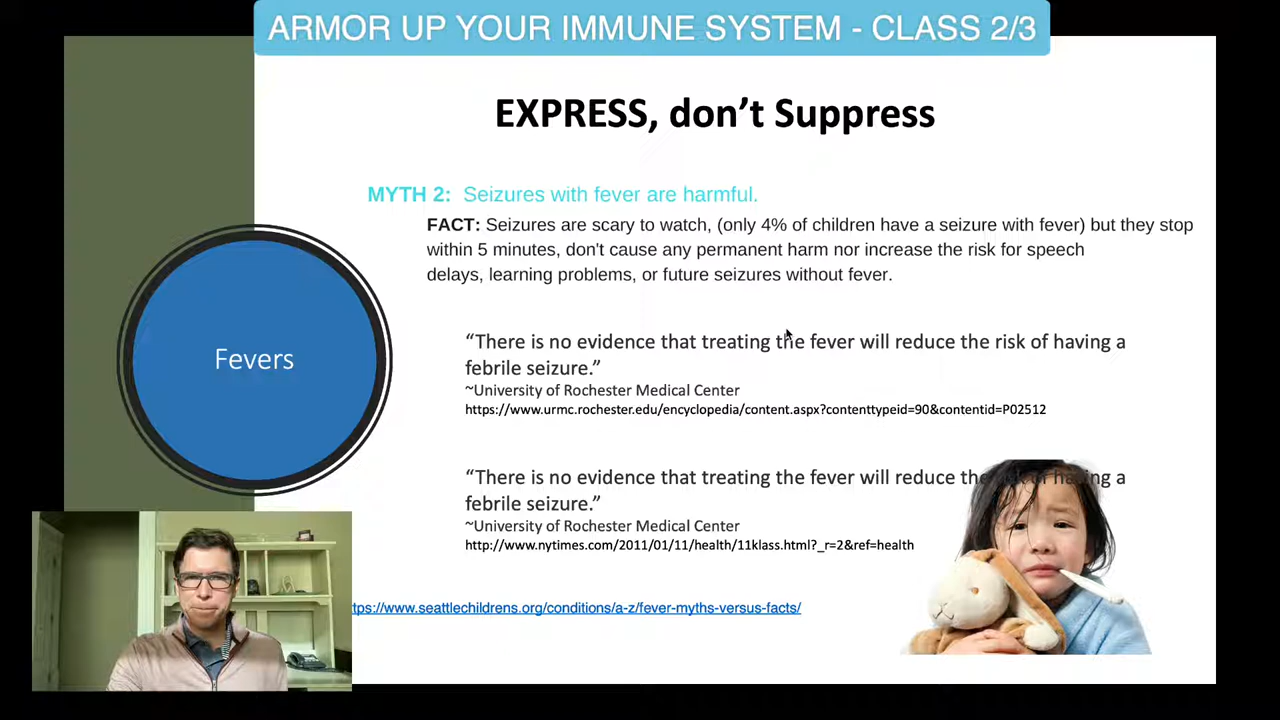 ARMOR UP YOUR IMMUNE SYSTEM - CLASS 2/3
EXPRESS, don’t Suppress
MYTH 2: Seizures with fever are harmful.
FACT: Seizures are scary to watch, (only 4% of children have a seizure with fever) but they stop
within 5 minutes, don't cause any permanent harm nor increase the risk for speech
delays, learning problems, or future seizures without fever.
Fevers
“There is no evidence that treating the fever will reduce the risk of having a
febrile seizure.”
~University of Rochester Medical Center
https://www.urmc.rochester.edu/encyclopedia/content.aspx?contenttypeid=90&contentid=P02512
“There is no evidence that treating the fever will reduce the risk of having a
febrile seizure.”
~University of Rochester Medical Center
http://www.nytimes.com/2011/01/11/health/11klass.html?_r=2&ref=health
ttps://www.seattlechildrens.org/conditions/a-z/fever-myths-versus-facts/